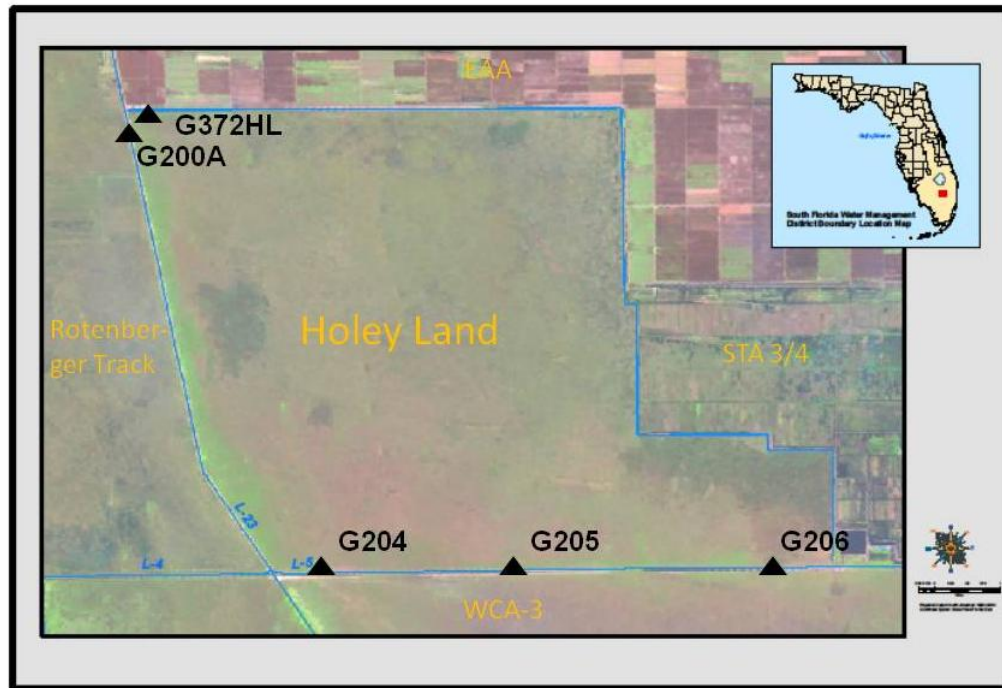 EAA
G372HL
G200A
Rotenber-
ger Track
Holey Land
STA 3/4
South Florida Water Management
District Boundary Location Map
L-23
G204
G205
G206
L-4
L-5
WCA-3